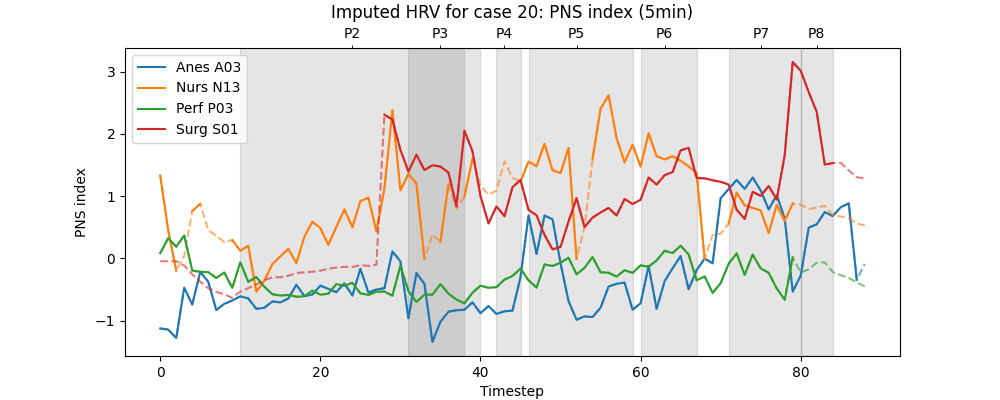 Imputed HRV for case 20: PNS index (5min)
P2 P3 P4 P5 P6 P7 P8
Anes A03
Nurs N13
Perf P03
Surg S01
PNS index
3
2
1
0
−1
0 20 40 60 80
Timestep